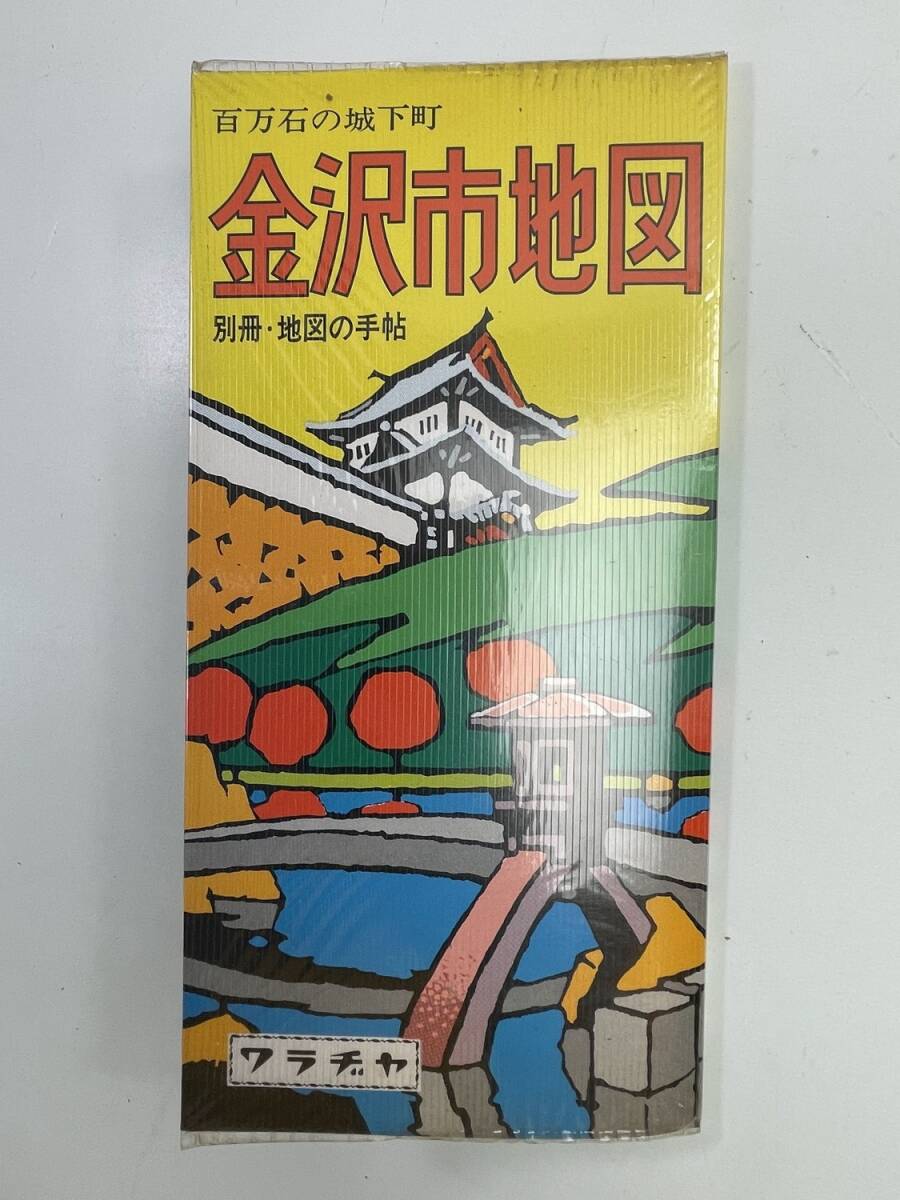 百万石の城下町
金沢市地図
別冊・地図の手帖
ワラヂヤ